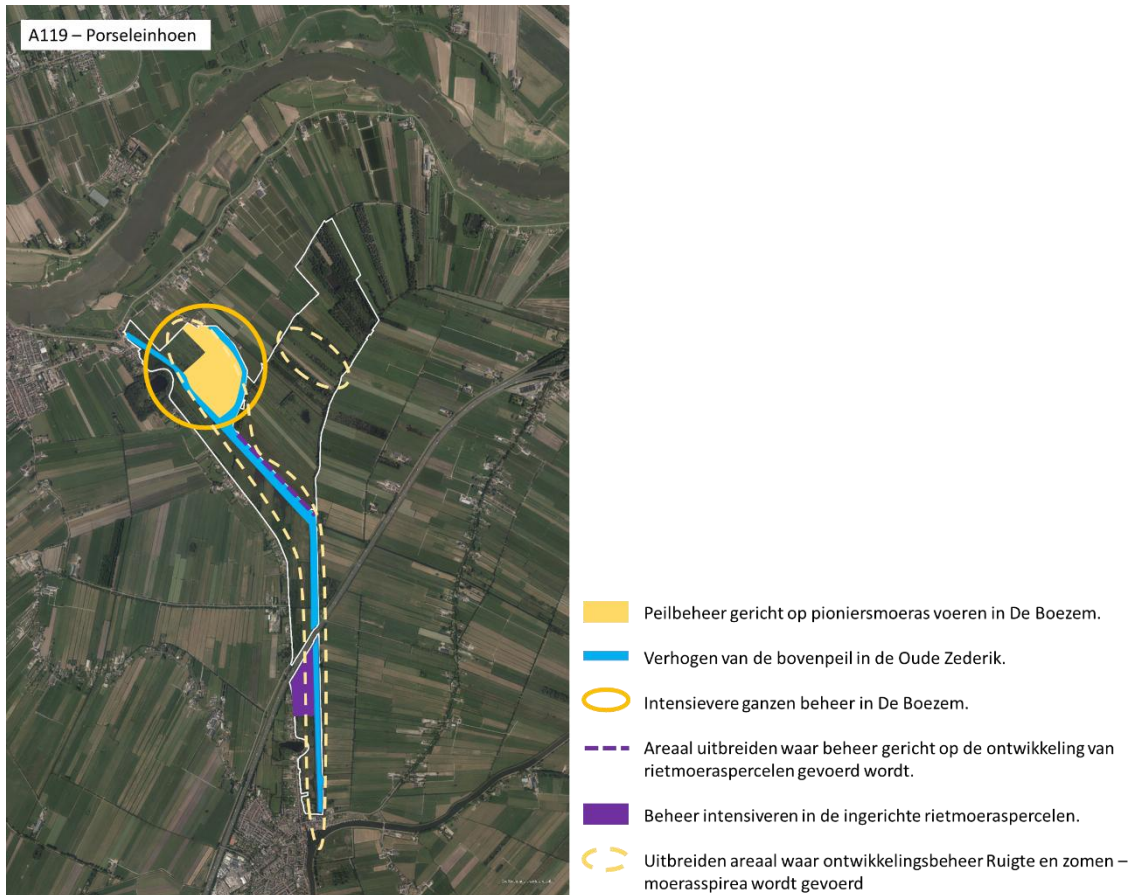 A119 – Porseleinhoen
Peilbeheer gericht op pioniersmoeras voeren in De Boezem.
Verhogen van de bovenpeil in de Oude Zederik.
Intensievere ganzen beheer in De Boezem.
Areaal uitbreiden waar beheer gericht op de ontwikkeling van
rietmoeraspercelen gevoerd wordt.
Beheer intensiveren in de ingerichte rietmoeraspercelen.
Uitbreiden areaal waar ontwikkelingsbeheer Ruigte en zomen –
moerasspirea wordt gevoerd